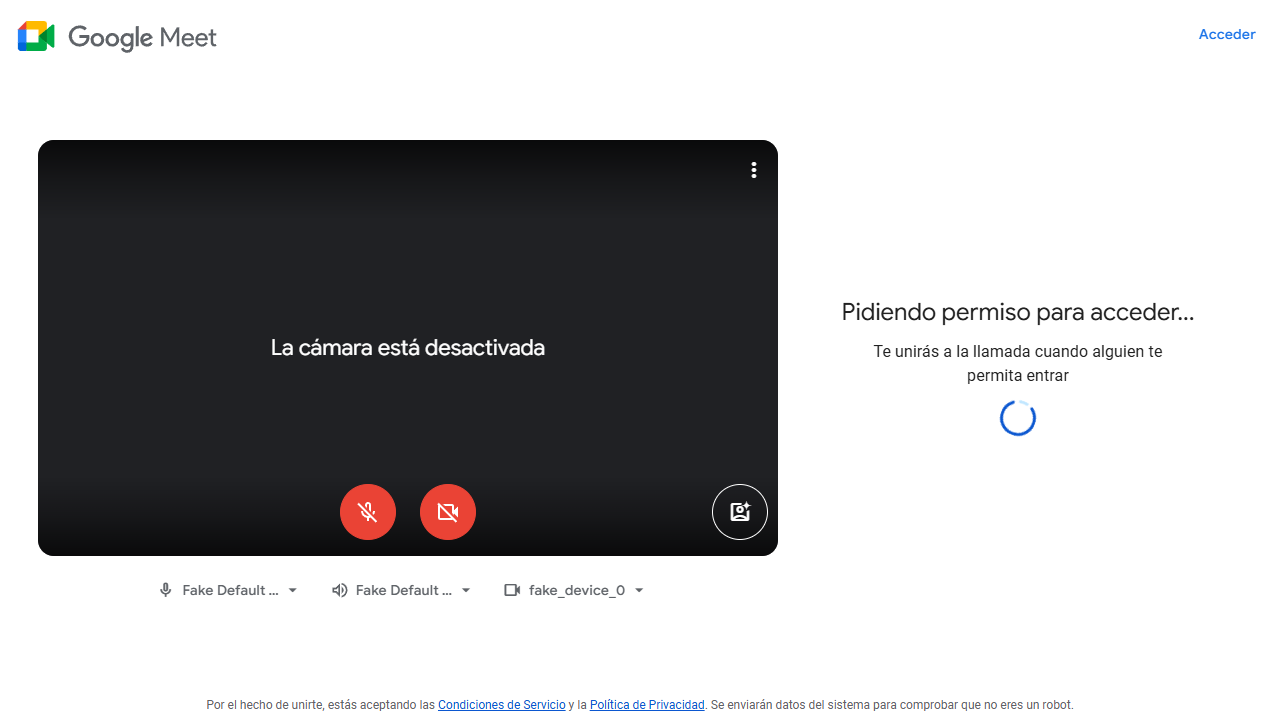 Google Meet
Acceder
La cámara está desactivada
Pidiendo permiso para acceder...
Te unirás a la llamada cuando alguien te
permita entrar
Fake Default ...
Fake Default ...
fake_device_0
Por el hecho de unirte, estás aceptando las Condiciones de Servicio y la Política de Privacidad. Se enviarán datos del sistema para comprobar que no eres un robot.